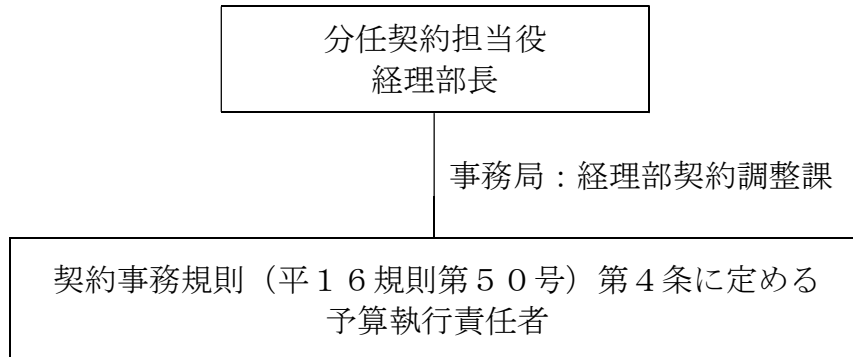 分任契約担当役
経理部長
事務局：経理部契約調整課
契約事務規則（平１６規則第５０号）第４条に定める
予算執行責任者